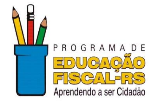 PROGRAMA DE
EDUCAÇÃO
FISCAL-RS
Aprendendo a ser Cidadão